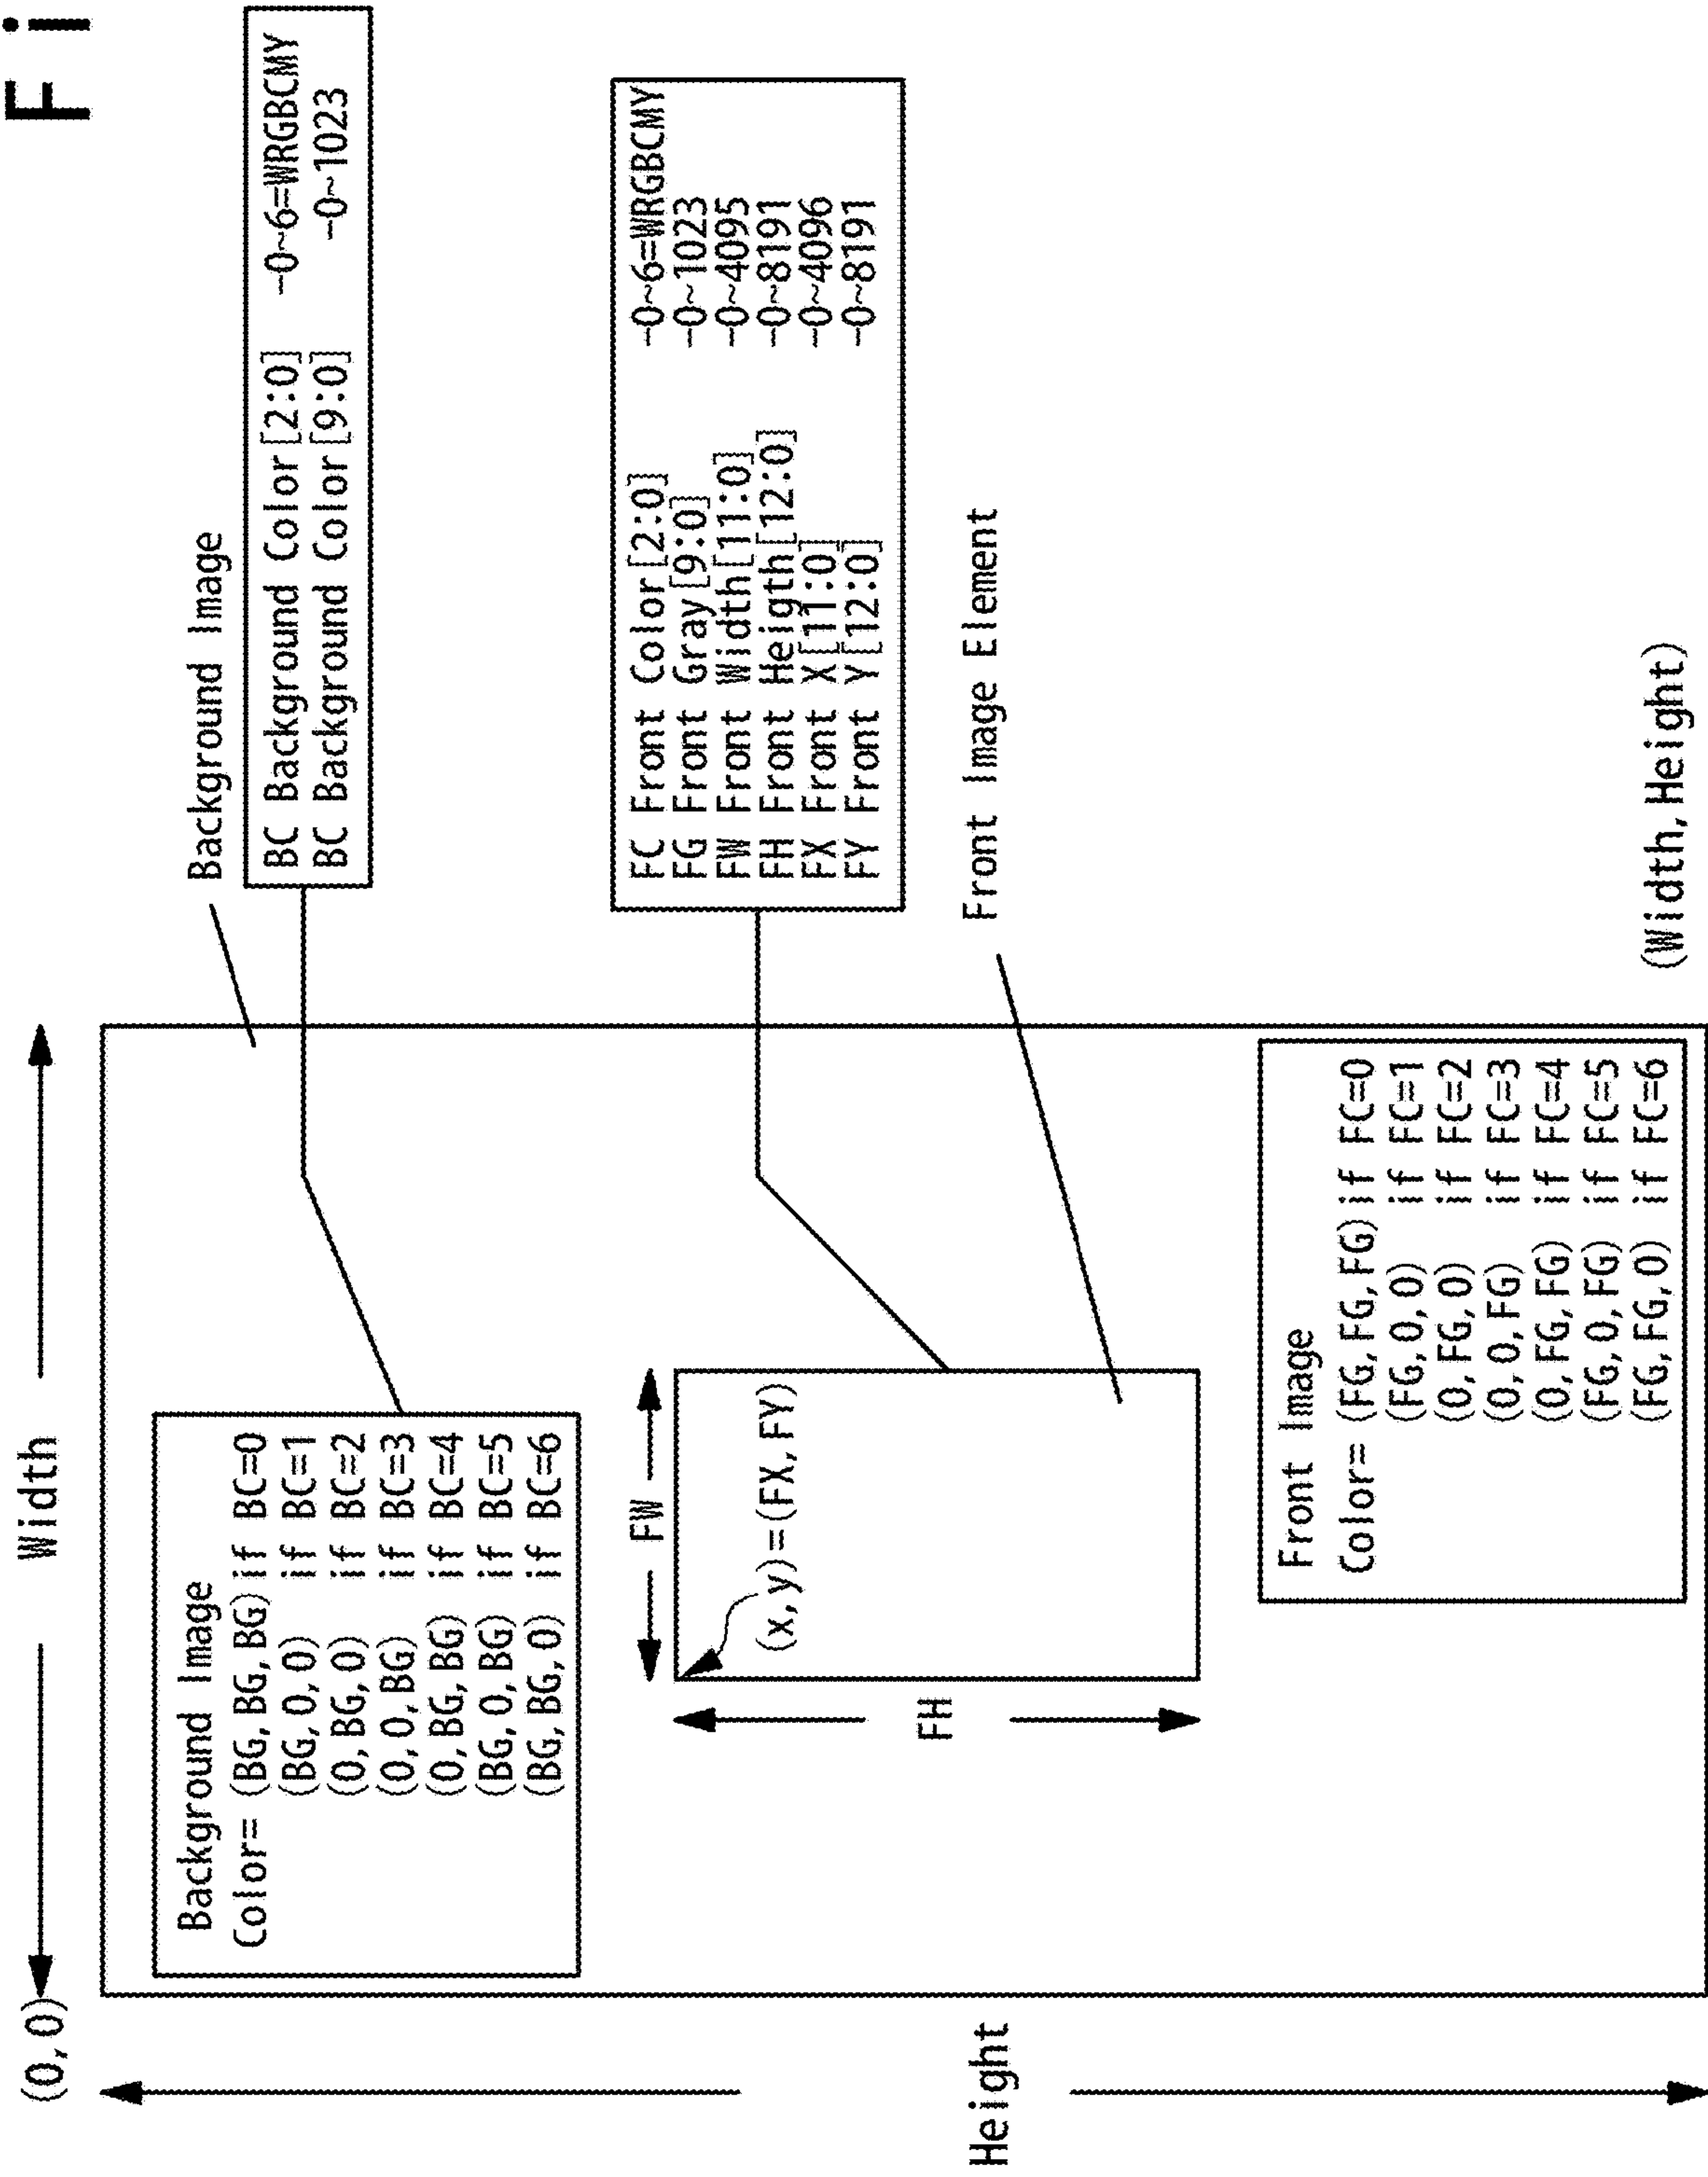 Fi
(0,0)
Width
Height
Background Image
BC Background Color[2:0] −0~6=WRGBCMY
BC Background Color[9:0] −0~1023
Background Image
Color= (BG,BG,BG) if BC=0
(BG,0,0) if BC=1
(0,BG,0) if BC=2
(0,0,BG) if BC=3
(0,BG,BG) if BC=4
(BG,0,BG) if BC=5
(BG,BG,0) if BC=6
FC Front Color[2:0] −0~6=WRGBCMY
FG Front Gray[9:0] −0~1023
FW Front Width[11:0] −0~4095
FH Front Heigth[12:0] −0~8191
FX Front X[11:0] −0~4096
FY Front Y[12:0] −0~8191
FW
(x,y)=(FX,FY)
FH
Front Image Element
Front Image
Color= (FG,FG,FG) if FC=0
(FG,0,0) if FC=1
(0,FG,0) if FC=2
(0,0,FG) if FC=3
(0,FG,FG) if FC=4
(FG,0,FG) if FC=5
(FG,FG,0) if FC=6
(Width,Height)